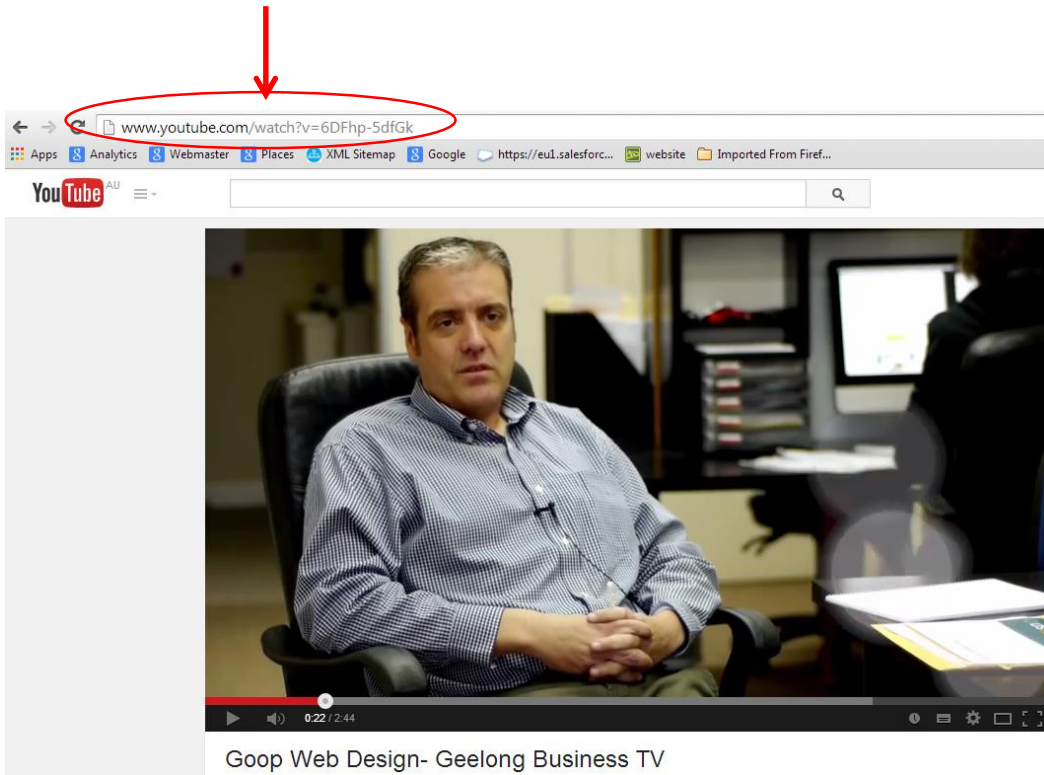 www.youtube.com/watch?v=6DFhp-5dfGk
Apps Analytics Webmaster Places XML Sitemap Google https://eu1.salesforc... website Imported From Firef...
YouTube AU
0:22 / 2:44
Goop Web Design- Geelong Business TV